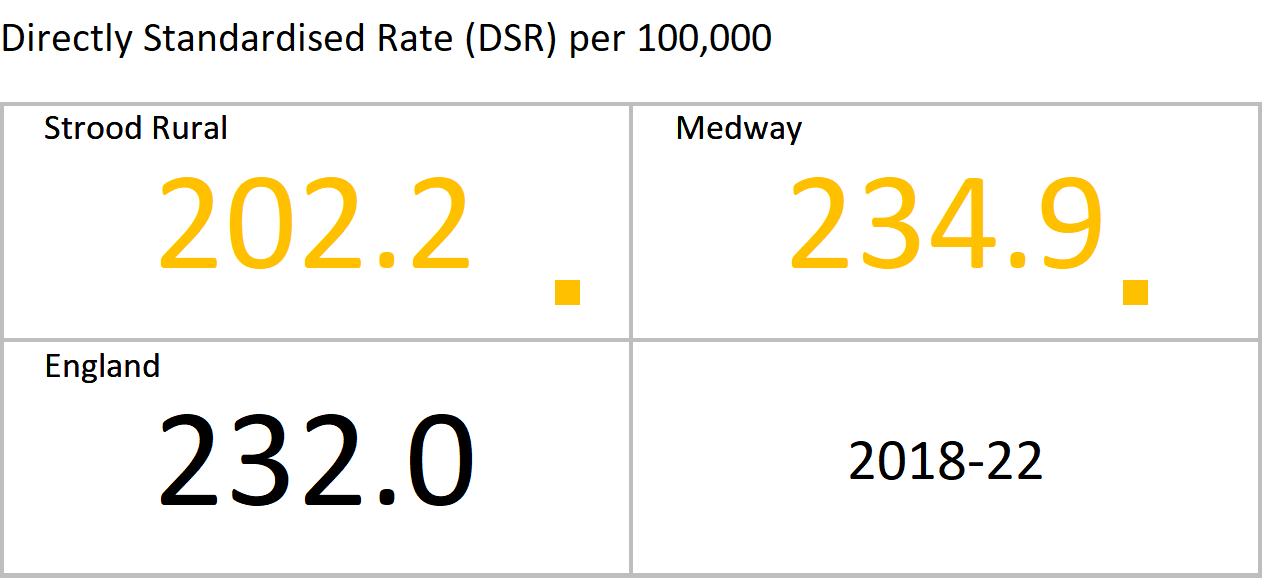 Directly Standardised Rate (DSR) per 100,000
Strood Rural
202.2
Medway
234.9
England
232.0
2018-22